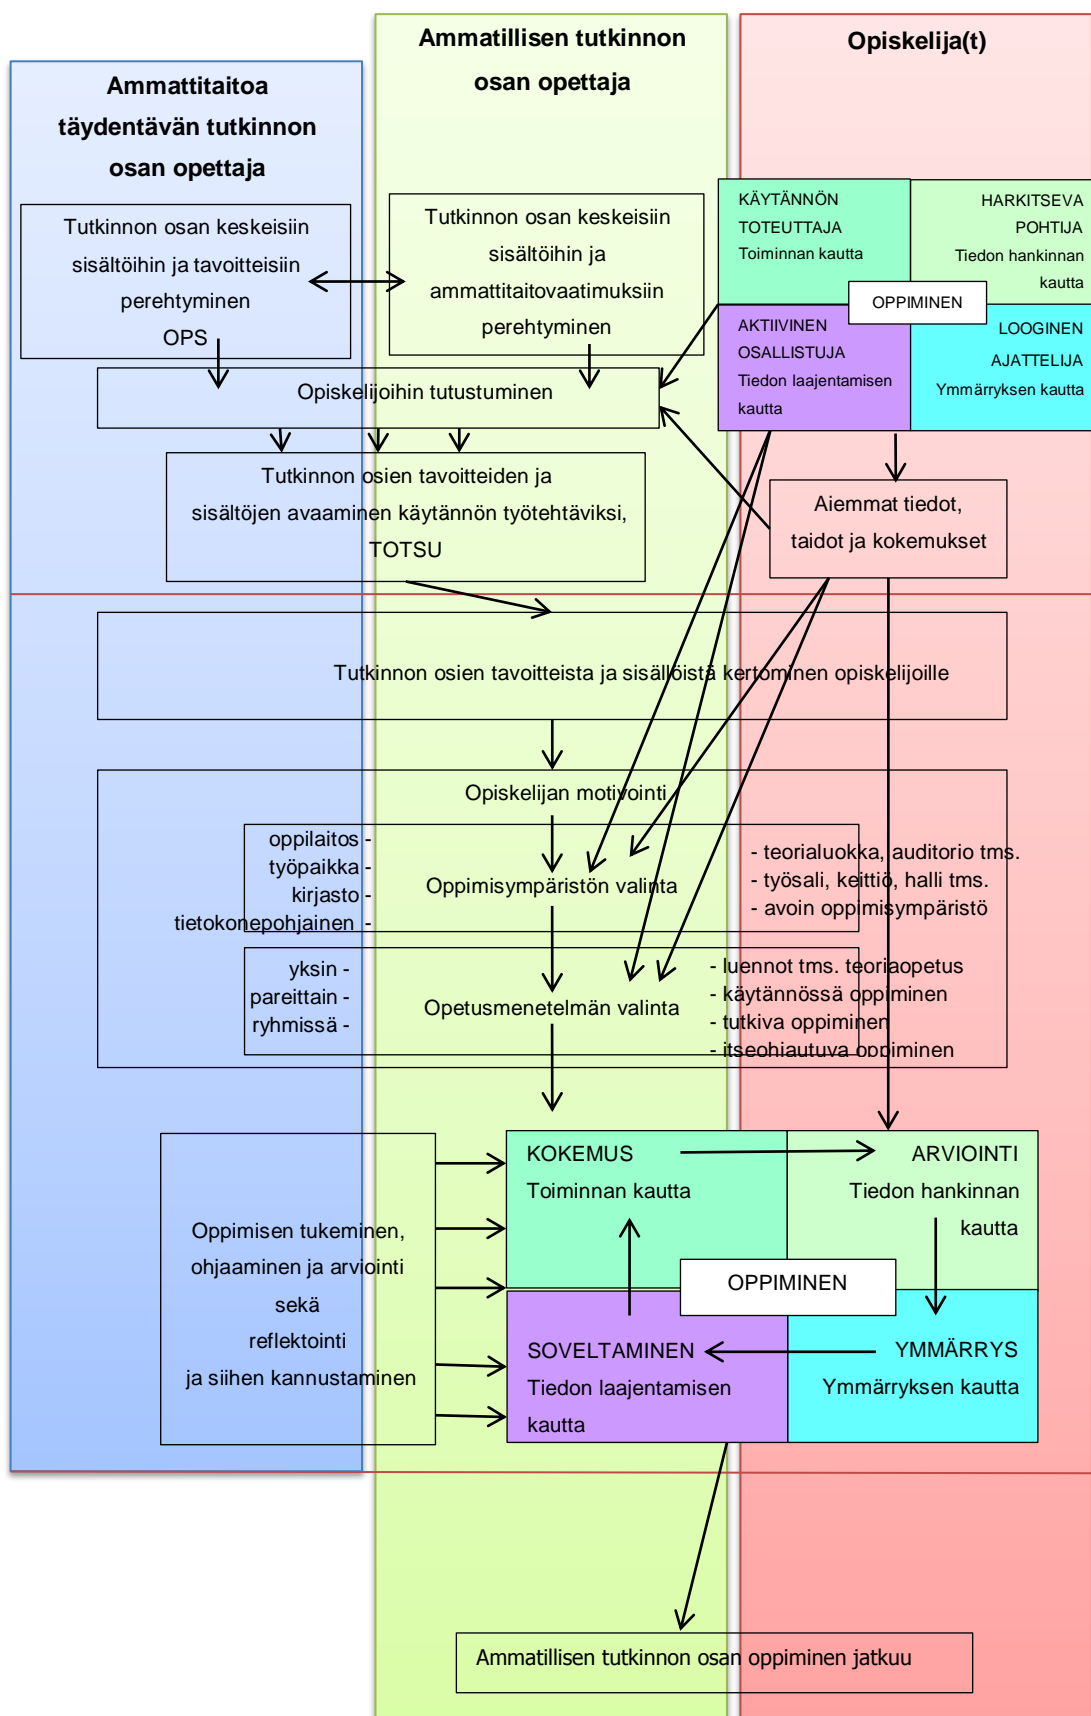 Ammattitaitoa
täydentävän tutkinnon
osan opettaja
Ammatillisen tutkinnon
osan opettaja
Opiskelija(t)
Tutkinnon osan keskeisiin
sisältöihin ja tavoitteisiin
perehtyminen
OPS
Tutkinnon osan keskeisiin
sisältöihin ja
ammattitaitovaatimuksiin
perehtyminen
KÄYTÄNNÖN
TOTEUTTAJA
Toiminnan kautta
HARKITSEVA
POHTIJA
Tiedon hankinnan
kautta
OPPIMINEN
AKTIIVINEN
OSALLISTUJA
Tiedon laajentamisen
kautta
LOOGINEN
AJATTELIJA
Ymmärryksen kautta
Opiskelijoihin tutustuminen
Tutkinnon osien tavoitteiden ja
sisältöjen avaaminen käytännön työtehtäviksi,
TOTSU
Aiemmat tiedot,
taidot ja kokemukset
Tutkinnon osien tavoitteista ja sisällöistä kertominen opiskelijoille
Opiskelijan motivointi
oppilaitos -
työpaikka -
kirjasto -
tietokonepohjainen -
Oppimisympäristön valinta
- teorialuokka, auditorio tms.
- työsali, keittiö, halli tms.
- avoin oppimisympäristö
yksin -
pareittain -
ryhmissä -
Opetusmenetelmän valinta
- luennot tms. teoriaopetus
- käytännössä oppiminen
- tutkiva oppiminen
- itseohjautuva oppiminen
Oppimisen tukeminen,
ohjaaminen ja arviointi
sekä
reflektointi
ja siihen kannustaminen
KOKEMUS
Toiminnan kautta
ARVIOINTI
Tiedon hankinnan
kautta
OPPIMINEN
SOVELTAMINEN
Tiedon laajentamisen
kautta
YMMÄRRYS
Ymmärryksen kautta
Ammatillisen tutkinnon osan oppiminen jatkuu